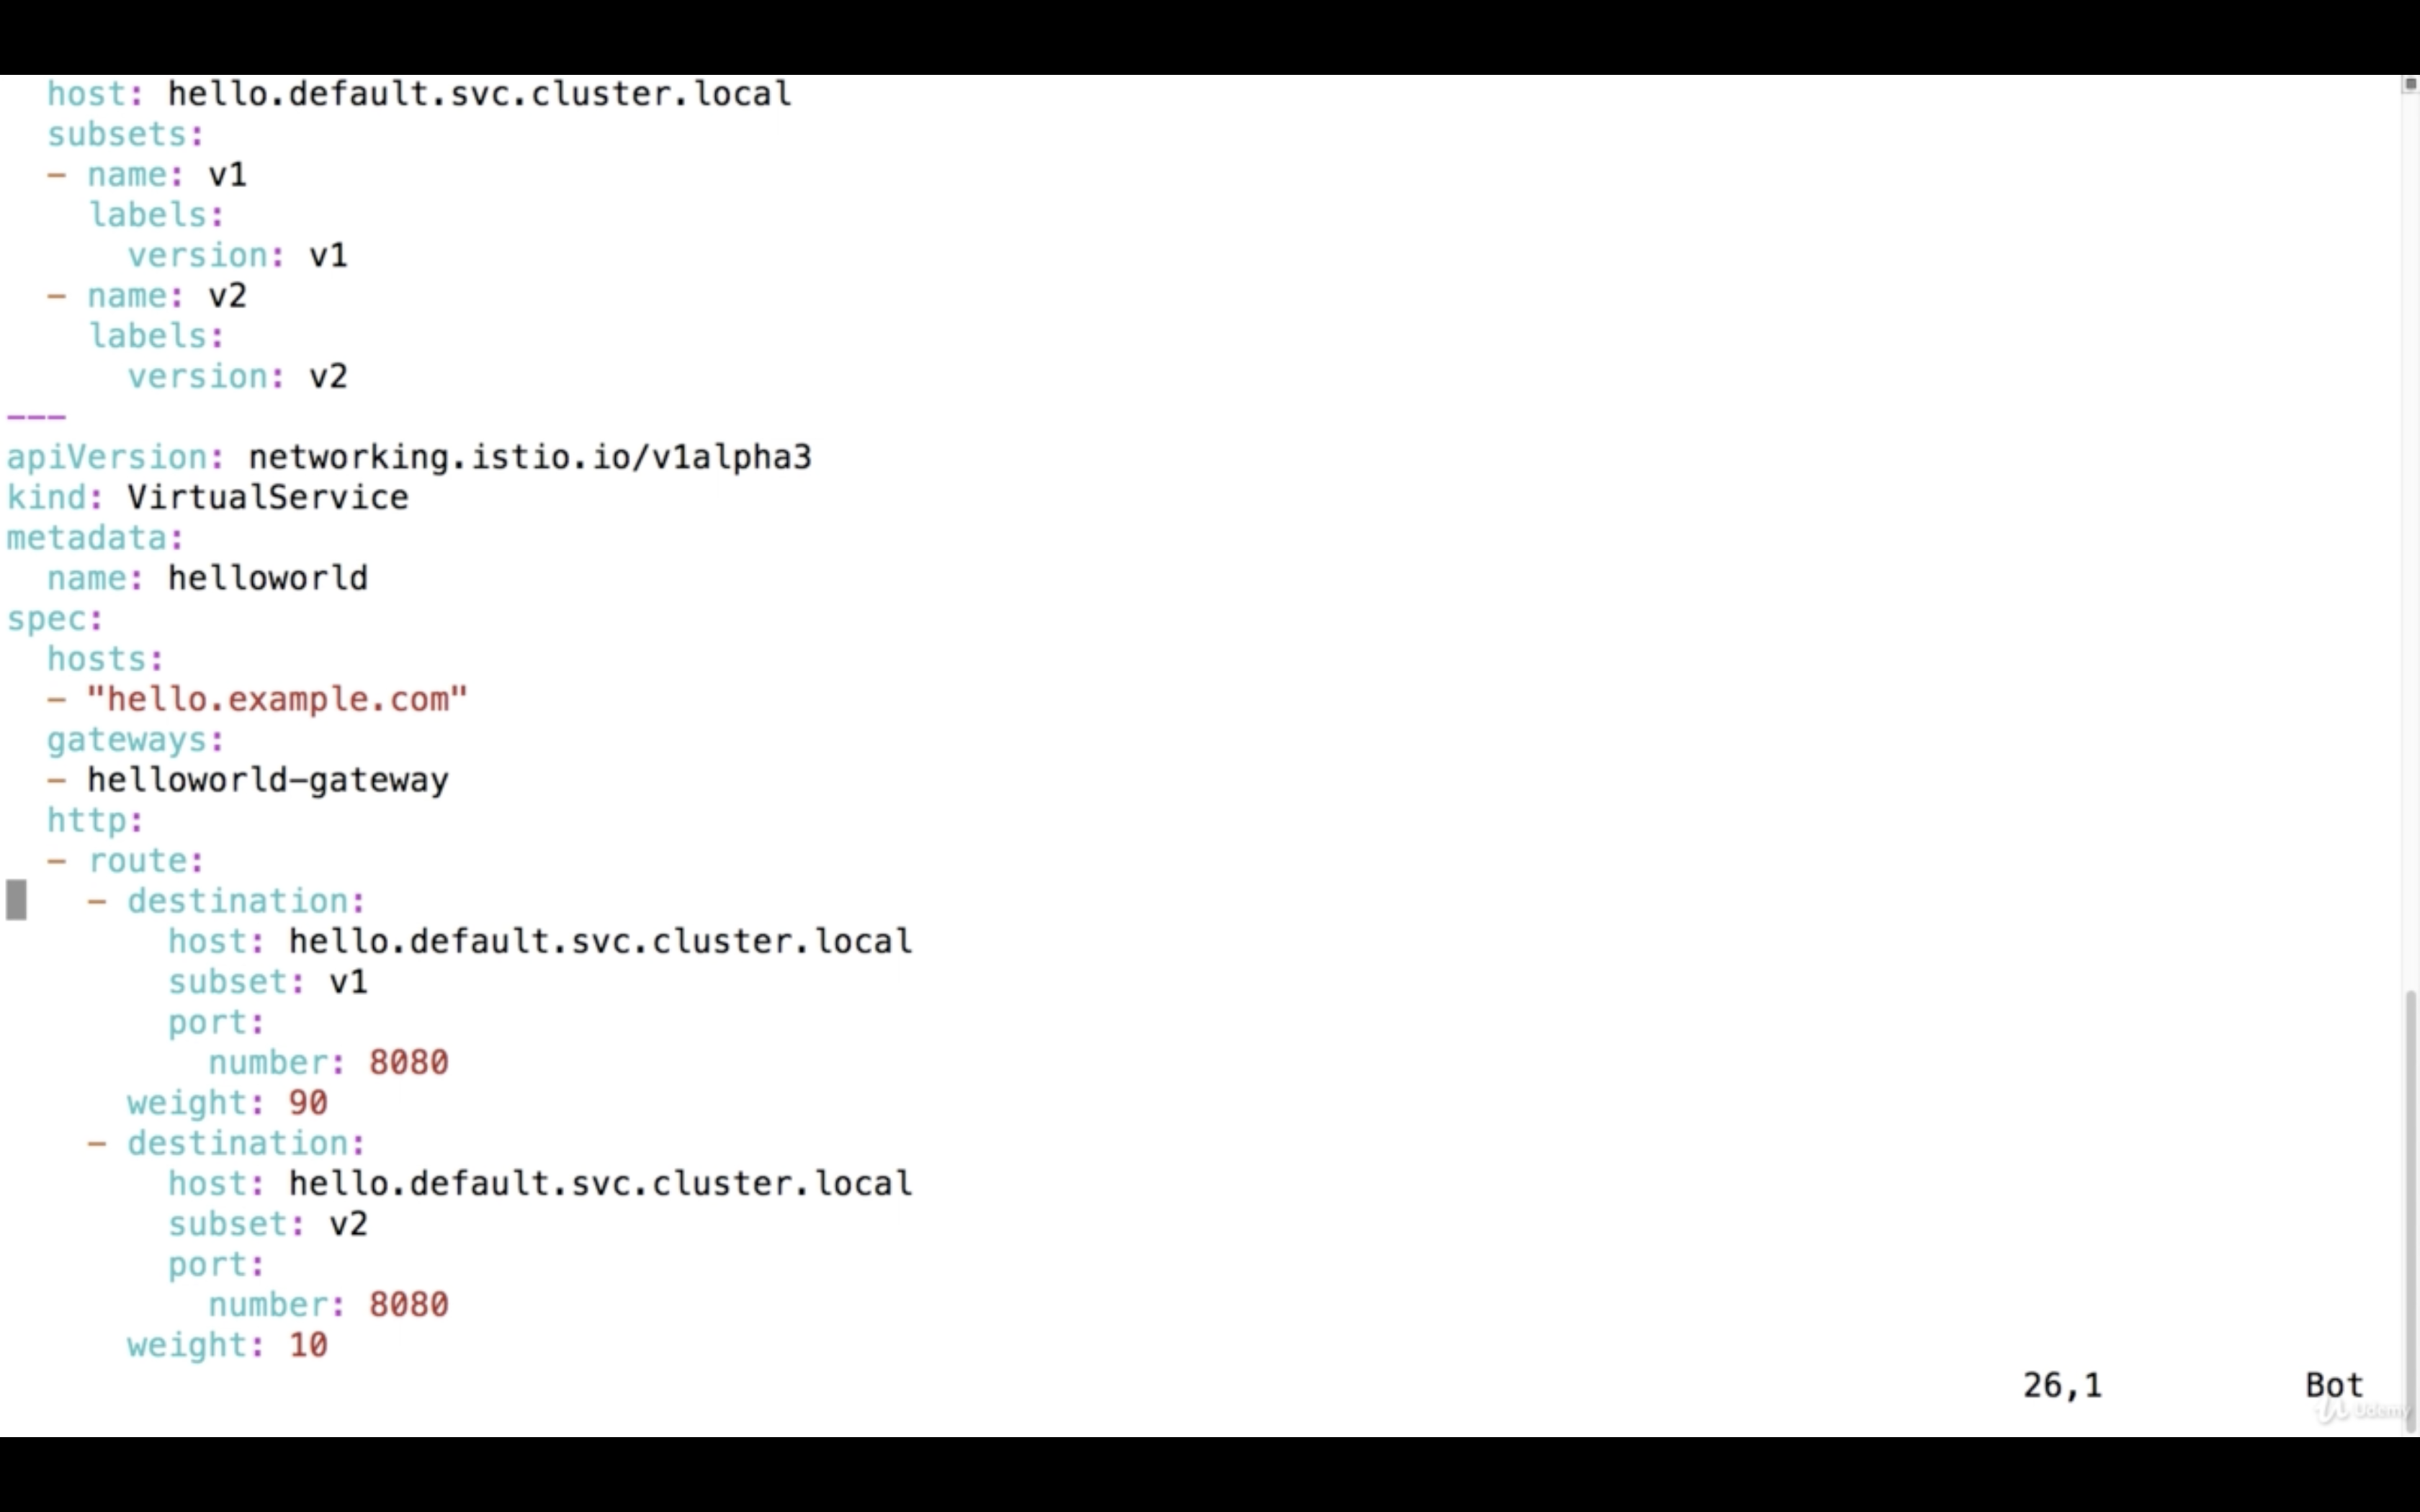 host: hello.default.svc.cluster.local
  subsets:
  - name: v1
    labels:
      version: v1
  - name: v2
    labels:
      version: v2
---
apiVersion: networking.istio.io/v1alpha3
kind: VirtualService
metadata:
  name: helloworld
spec:
  hosts:
  - "hello.example.com"
  gateways:
  - helloworld-gateway
  http:
  - route:
    - destination:
        host: hello.default.svc.cluster.local
        subset: v1
        port:
          number: 8080
      weight: 90
    - destination:
        host: hello.default.svc.cluster.local
        subset: v2
        port:
          number: 8080
      weight: 10
26,1 Bot
Udemy